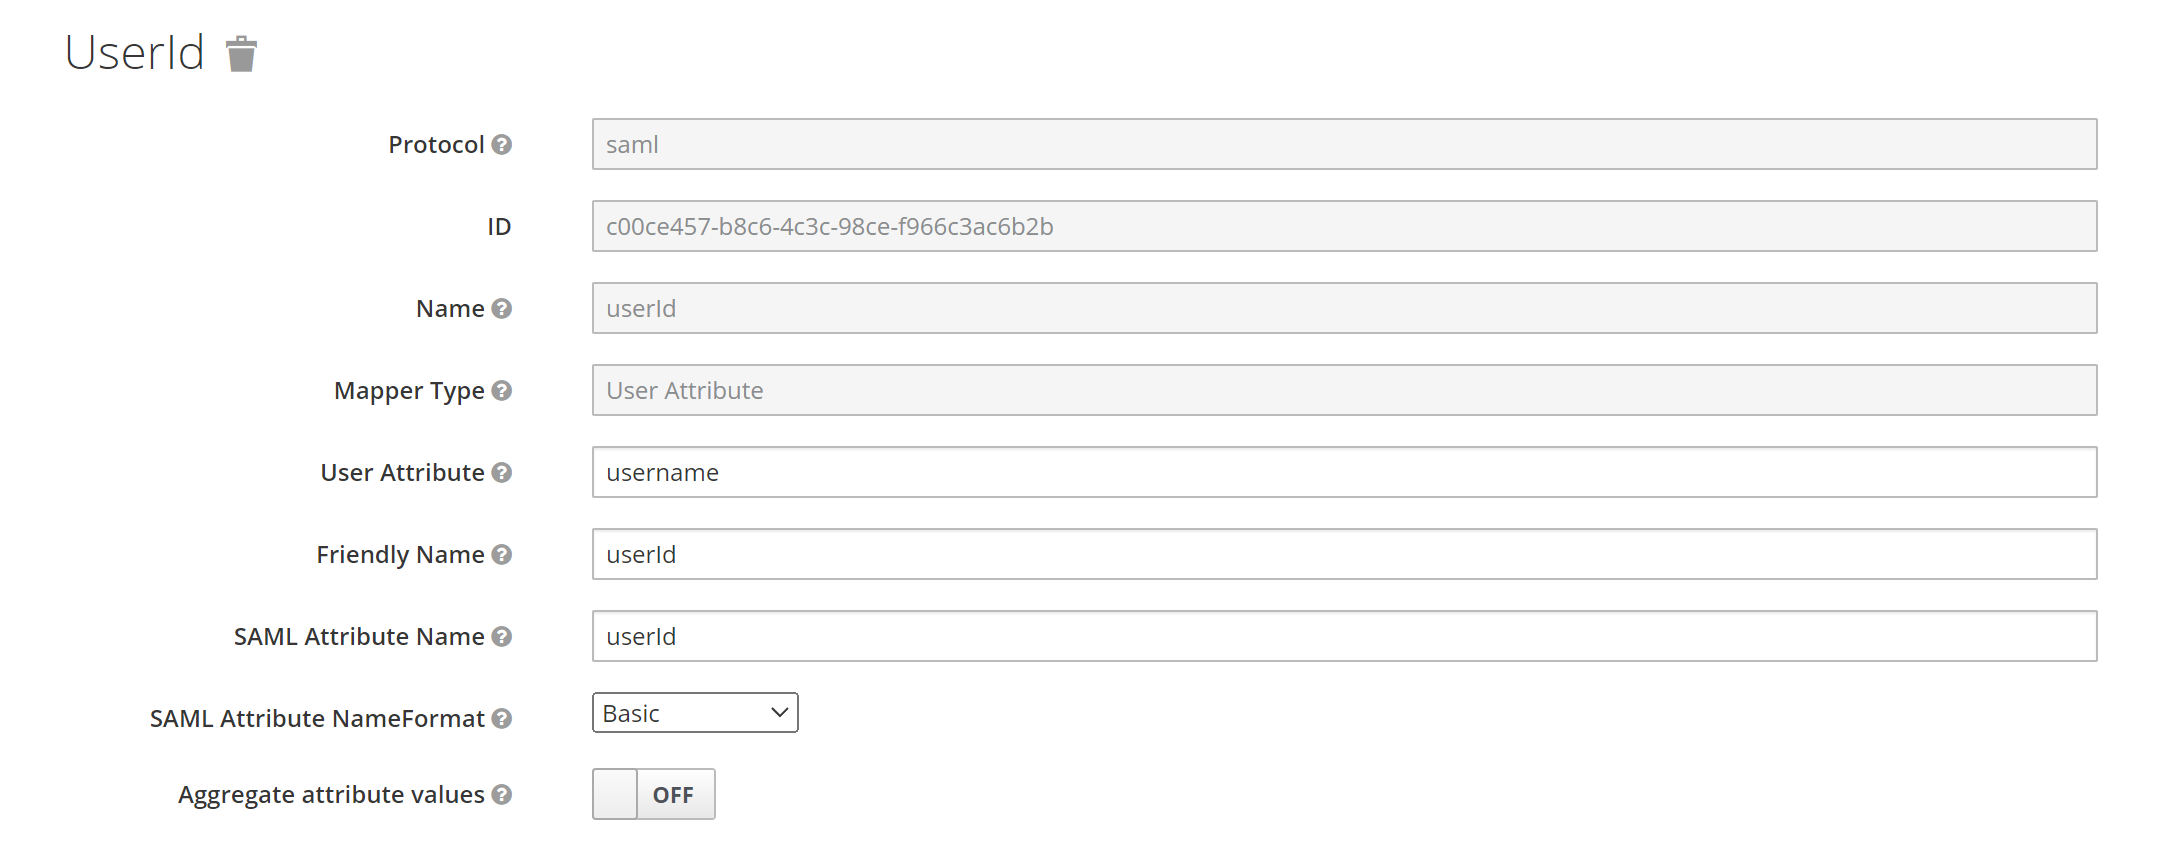 UserId
Protocol ? saml
ID c00ce457-b8c6-4c3c-98ce-f966c3ac6b2b
Name ? userId
Mapper Type ? User Attribute
User Attribute ? username
Friendly Name ? userId
SAML Attribute Name ? userId
SAML Attribute NameFormat ? Basic
Aggregate attribute values ? OFF